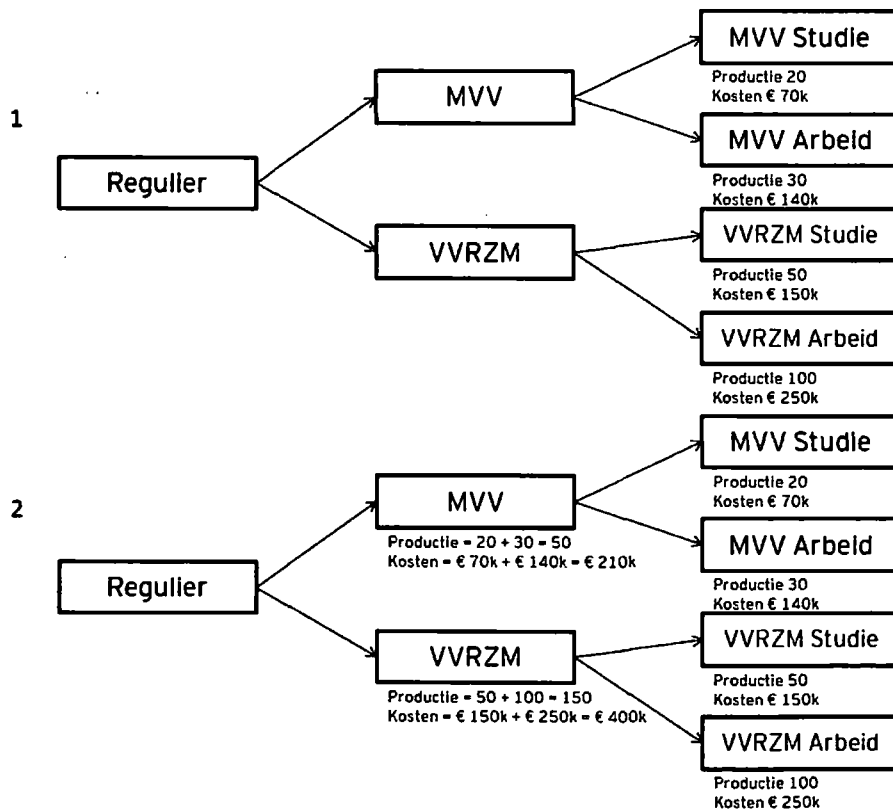 1
Regulier
MVV
VVRZM
MVV Studie
Productie 20
Kosten € 70k
MVV Arbeid
Productie 30
Kosten € 140k
VVRZM Studie
Productie 50
Kosten € 150k
VVRZM Arbeid
Productie 100
Kosten € 250k
2
Regulier
MVV
Productie = 20 + 30 = 50
Kosten = € 70k + € 140k = € 210k
VVRZM
Productie = 50 + 100 = 150
Kosten = € 150k + € 250k = € 400k
MVV Studie
Productie 20
Kosten € 70k
MVV Arbeid
Productie 30
Kosten € 140k
VVRZM Studie
Productie 50
Kosten € 150k
VVRZM Arbeid
Productie 100
Kosten € 250k